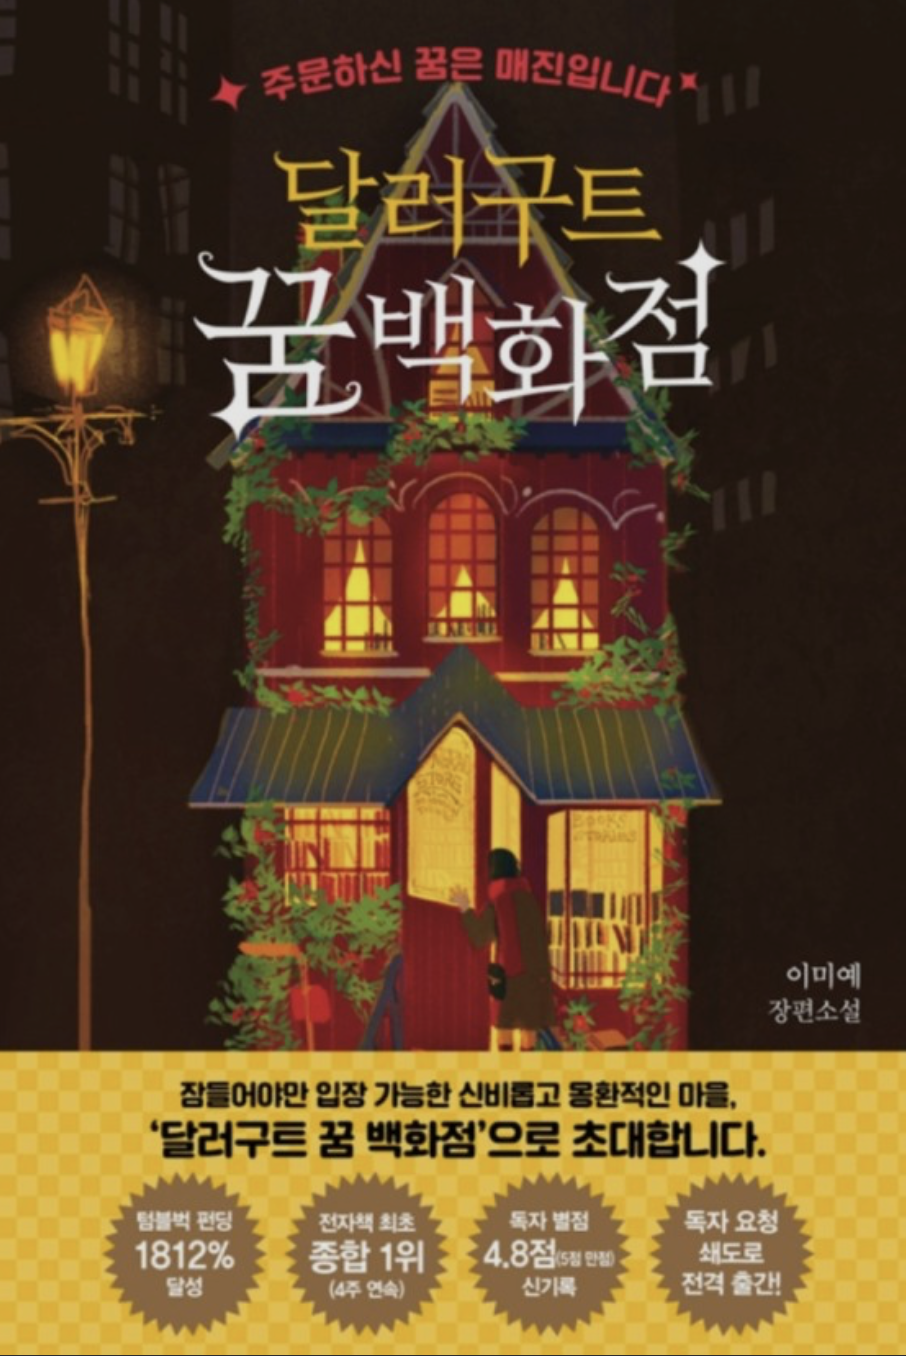 주문하신 꿈은 매진입니다
달러구트
꿈백화점
이미예
장편소설
잠들어야만 입장 가능한 신비롭고 몽환적인 마을,
‘달러구트 꿈 백화점’으로 초대합니다.
텀블벅 펀딩
1812%
달성
전자책 최초
종합 1위
(4주 연속)
독자 별점
4.8점(5점 만점)
신기록
독자 요청
쇄도로
전격 출간!